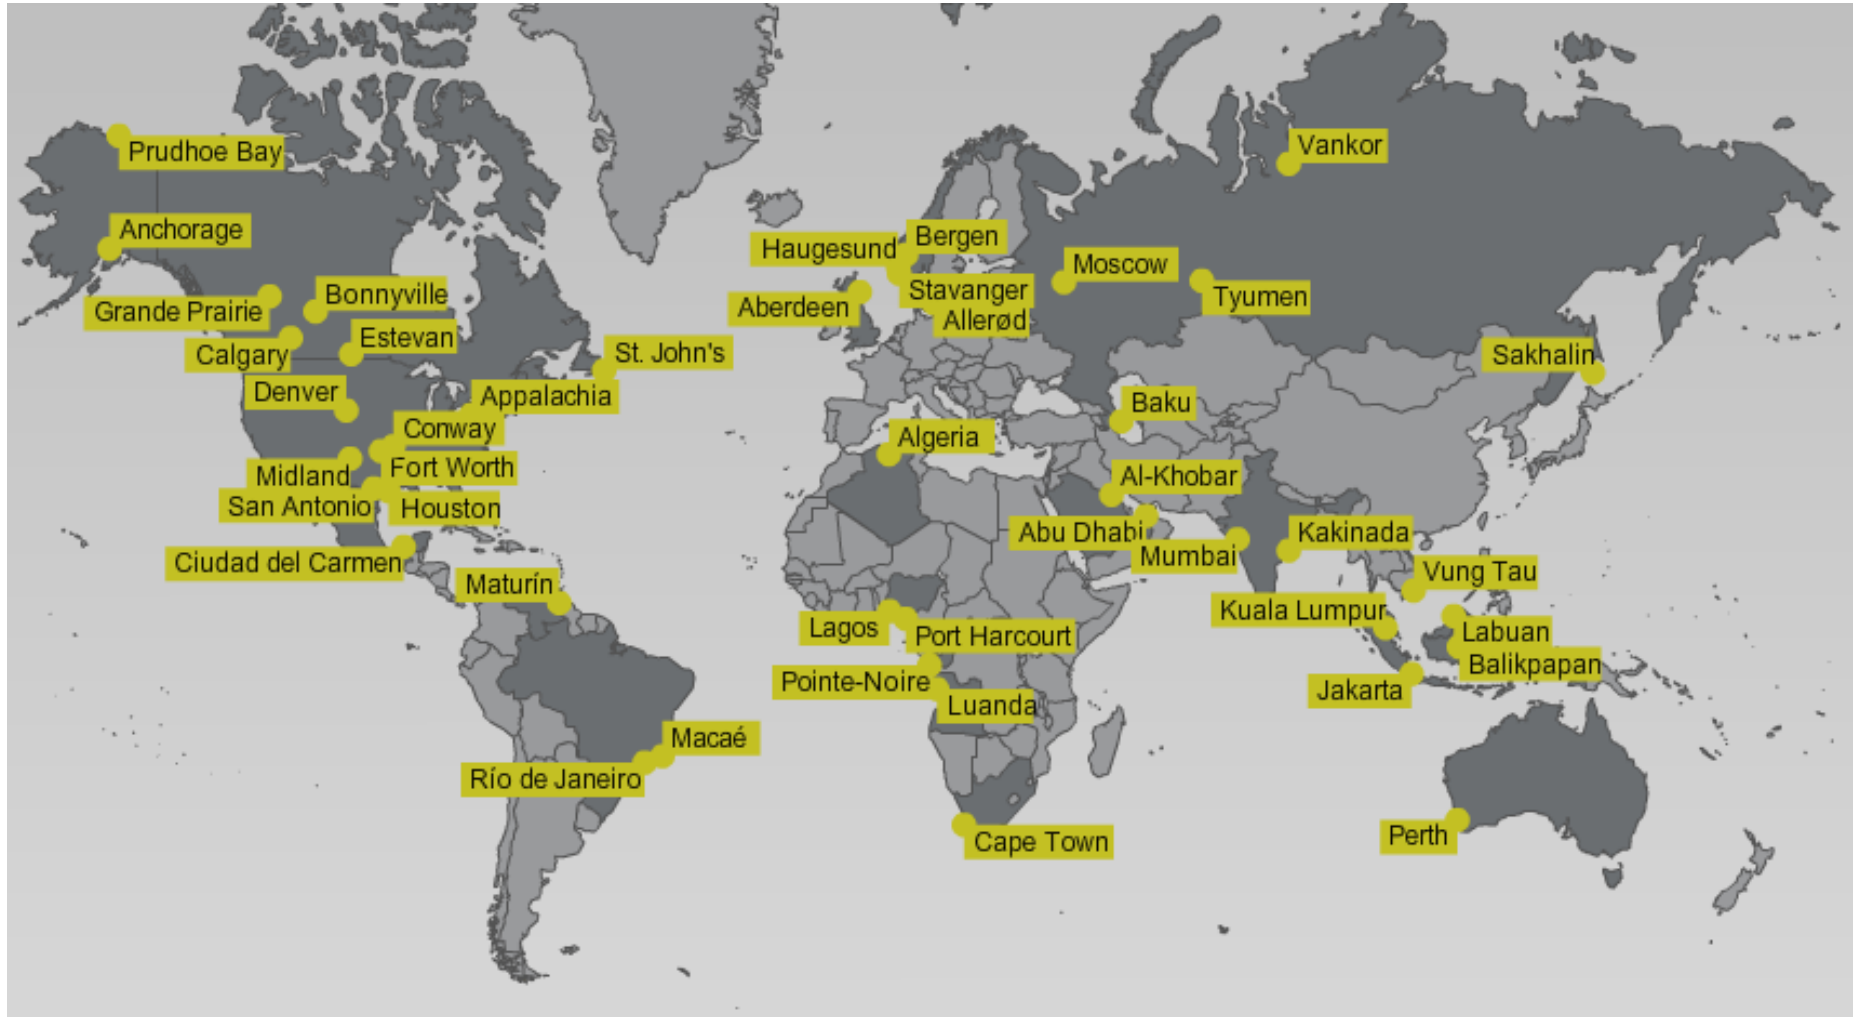 Prudhoe Bay
Vankor
Anchorage
Bergen
Haugesund
Moscow
Stavanger
Bonnyville
Tyumen
Grande Prairie
Aberdeen
Allerød
Estevan
Calgary
St. John's
Sakhalin
Denver
Appalachia
Baku
Conway
Algeria
Fort Worth
Midland
Al-Khobar
San Antonio
Houston
Abu Dhabi
Kakinada
Mumbai
Ciudad del Carmen
Vung Tau
Maturín
Kuala Lumpur
Lagos
Labuan
Port Harcourt
Balikpapan
Pointe-Noire
Jakarta
Luanda
Macaé
Río de Janeiro
Perth
Cape Town